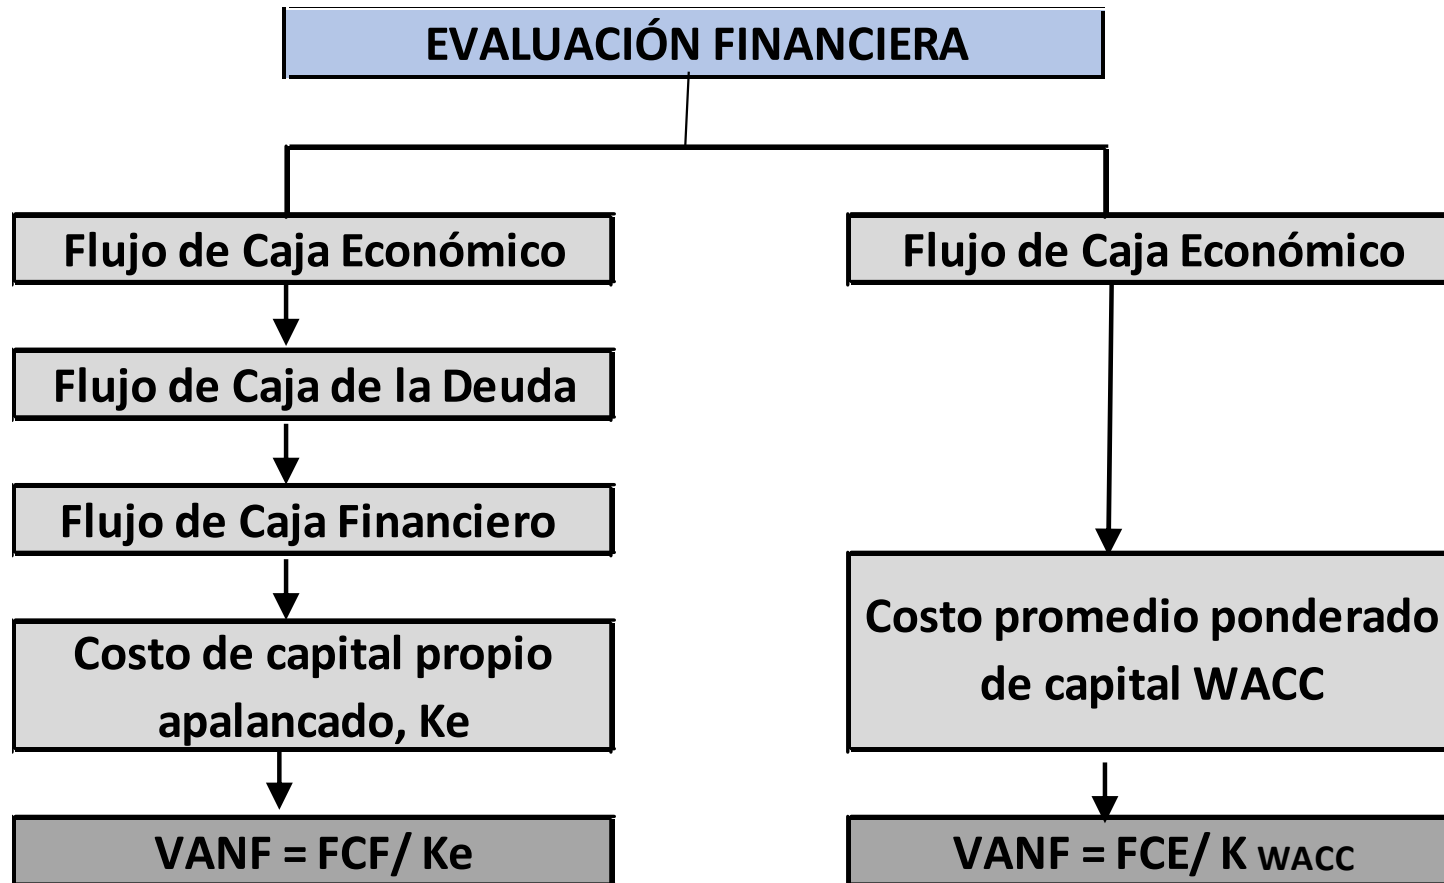 EVALUACIÓN FINANCIERA
Flujo de Caja Económico
Flujo de Caja de la Deuda
Flujo de Caja Financiero
Costo de capital propio
apalancado, Ke
VANF = FCF/ Ke
Flujo de Caja Económico
Costo promedio ponderado
de capital WACC
VANF = FCE/ K WACC